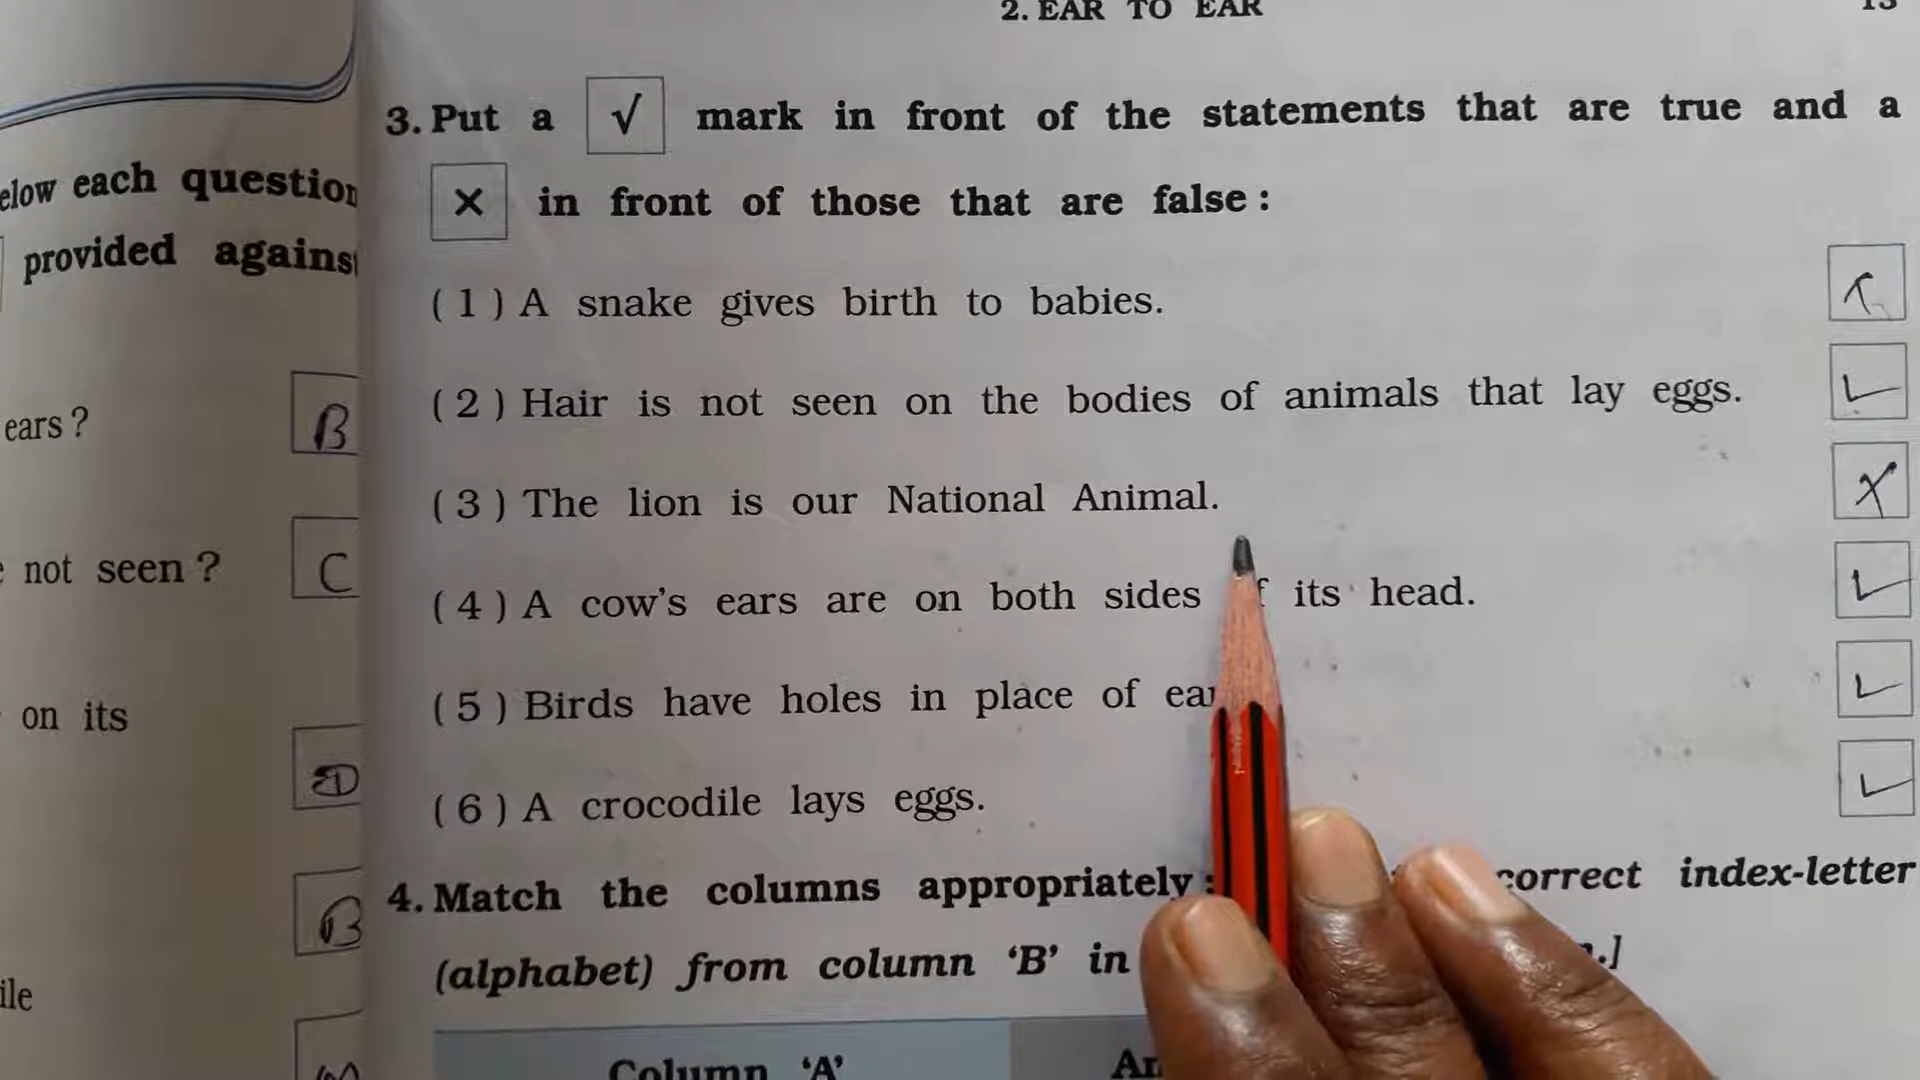 2. EAR TO EAR
elow each question
provided against
ears ? B
not seen ? C
on its
B
ile
3. Put a √ mark in front of the statements that are true and a
× in front of those that are false :
( 1 ) A snake gives birth to babies.
( 2 ) Hair is not seen on the bodies of animals that lay eggs. ✓
( 3 ) The lion is our National Animal. X
( 4 ) A cow's ears are on both sides its head. ✓
( 5 ) Birds have holes in place of ✓
( 6 ) A crocodile lays eggs. ✓
4. Match the columns appropriately : correct index-letter
(alphabet) from column 'B' in
Column 'A'